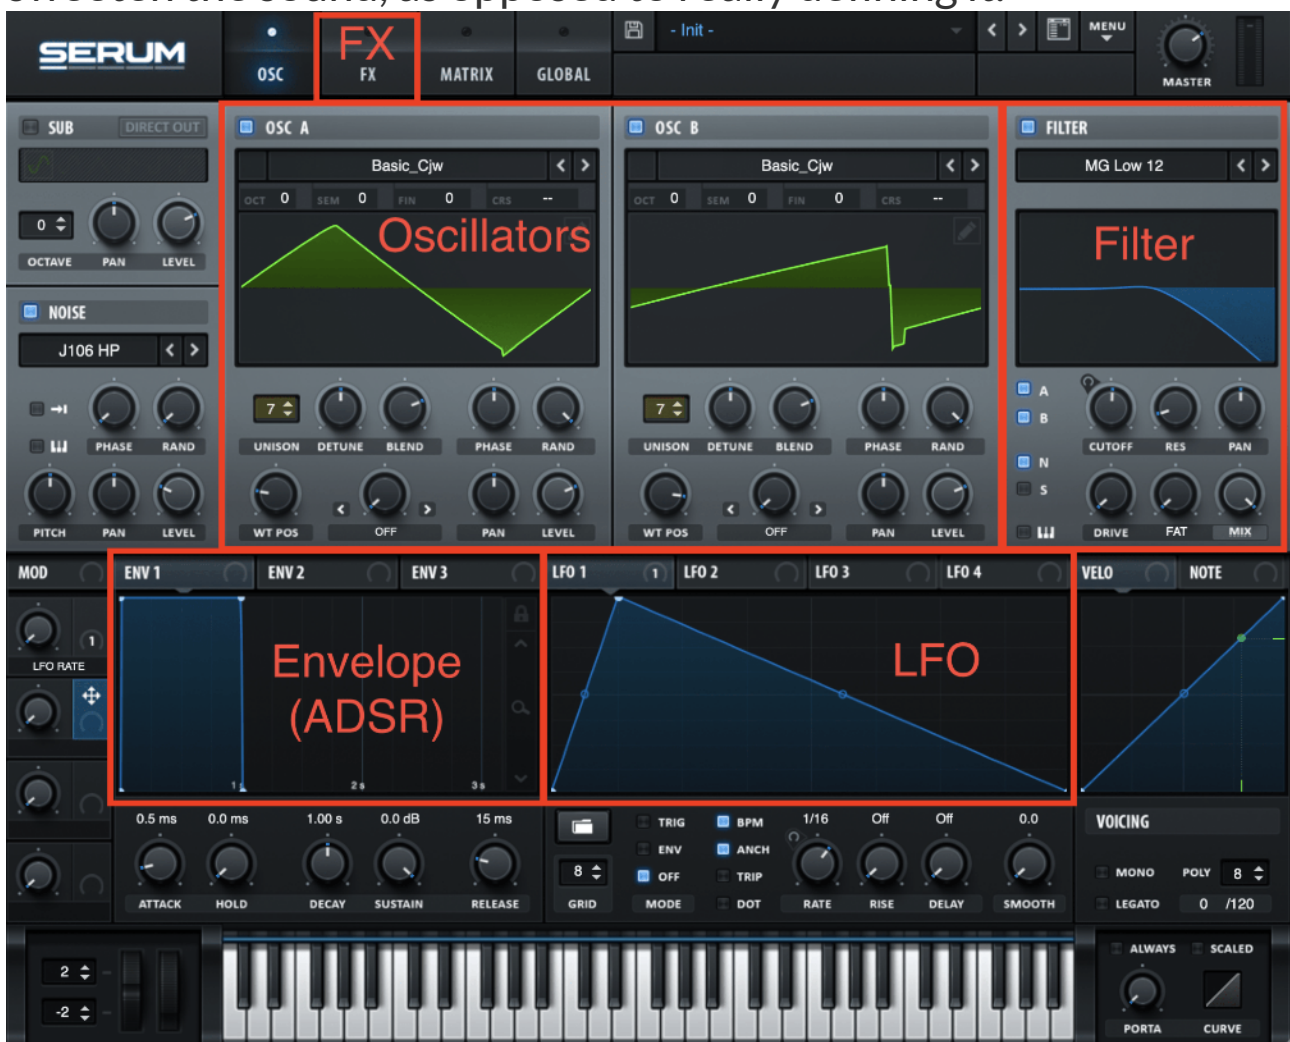 SERUM
OSC
FX
FX
MATRIX
GLOBAL
- Init -
MENU
MASTER
SUB
DIRECT OUT
0
OCTAVE PAN LEVEL
NOISE
J106 HP
PHASE RAND
PITCH PAN LEVEL
OSC A
Basic_Cjw
OCT 0 SEM 0 FIN 0 CRS --
Oscillators
7
UNISON DETUNE BLEND PHASE RAND
WT POS OFF PAN LEVEL
OSC B
Basic_Cjw
OCT 0 SEM 0 FIN 0 CRS --
7
UNISON DETUNE BLEND PHASE RAND
WT POS OFF PAN LEVEL
FILTER
MG Low 12
Filter
A
B
N
S
CUTOFF RES PAN
DRIVE FAT MIX
MOD
1
LFO RATE
ENV 1 ENV 2 ENV 3
Envelope
(ADSR)
1 s 2 s 3 s
0.5 ms 0.0 ms 1.00 s 0.0 dB 15 ms
ATTACK HOLD DECAY SUSTAIN RELEASE
LFO 1 1 LFO 2 LFO 3 LFO 4
LFO
8
GRID
TRIG BPM
ENV ANCH
OFF TRIP
MODE DOT
1/16 Off Off 0.0
RATE RISE DELAY SMOOTH
VELO NOTE
VOICING
MONO POLY 8
LEGATO 0 /120
2
-2
ALWAYS SCALED
PORTA CURVE